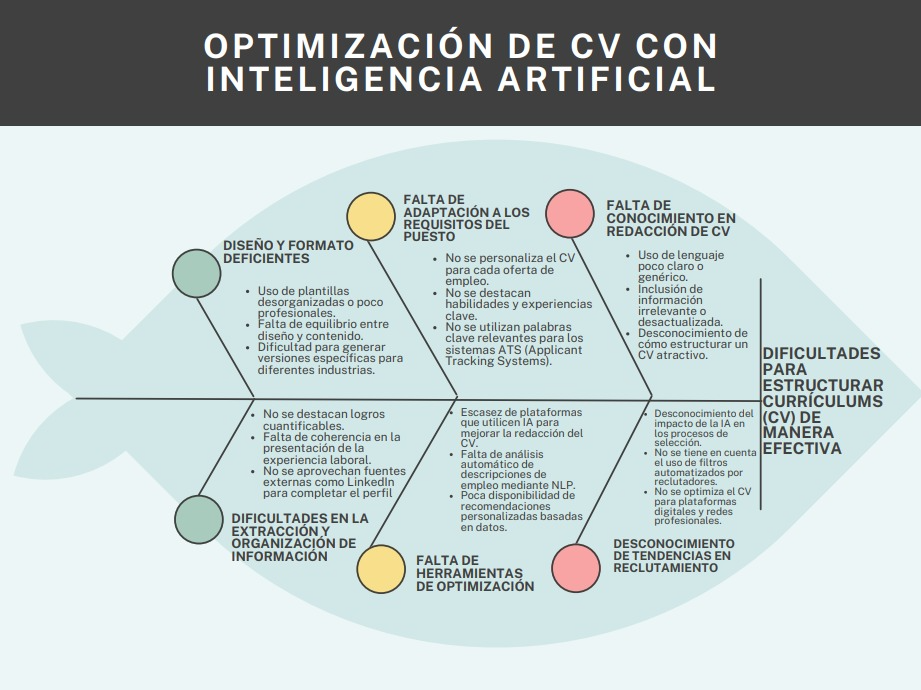 OPTIMIZACIÓN DE CV CON
INTELIGENCIA ARTIFICIAL
DISEÑO Y FORMATO
DEFICIENTES
• Uso de plantillas
desorganizadas o poco
profesionales.
• Falta de equilibrio entre
diseño y contenido.
• Dificultad para generar
versiones específicas para
diferentes industrias.
FALTA DE
ADAPTACIÓN A LOS
REQUISITOS DEL
PUESTO
• No se personaliza el CV
para cada oferta de
empleo.
• No se destacan
habilidades y experiencias
clave.
• No se utilizan palabras
clave relevantes para los
sistemas ATS (Applicant
Tracking Systems).
FALTA DE
CONOCIMIENTO EN
REDACCIÓN DE CV
• Uso de lenguaje
poco claro o
genérico.
• Inclusión de
información
irrelevante o
desactualizada.
• Desconocimiento de
cómo estructurar un
CV atractivo.
DIFICULTADES
PARA
ESTRUCTURAR
CURRÍCULUMS
(CV) DE
MANERA
EFECTIVA
• No se destacan logros
cuantificables.
• Falta de coherencia en la
presentación de la
experiencia laboral.
• No se aprovechan fuentes
externas como LinkedIn
para completar el perfil
DIFICULTADES EN LA
EXTRACCIÓN Y
ORGANIZACIÓN DE
INFORMACIÓN
• Escasez de plataformas
que utilicen IA para
mejorar la redacción del
CV.
• Falta de análisis
automático de
descripciones de
empleo mediante NLP.
• Poca disponibilidad de
recomendaciones
personalizadas basadas
en datos.
FALTA DE
HERRAMIENTAS
DE OPTIMIZACIÓN
• Desconocimiento del
impacto de la IA en
los procesos de
selección.
• No se tiene en cuenta
el uso de filtros
automatizados por
reclutadores.
• No se optimiza el CV
para plataformas
digitales y redes
profesionales.
DESCONOCIMIENTO
DE TENDENCIAS EN
RECLUTAMIENTO